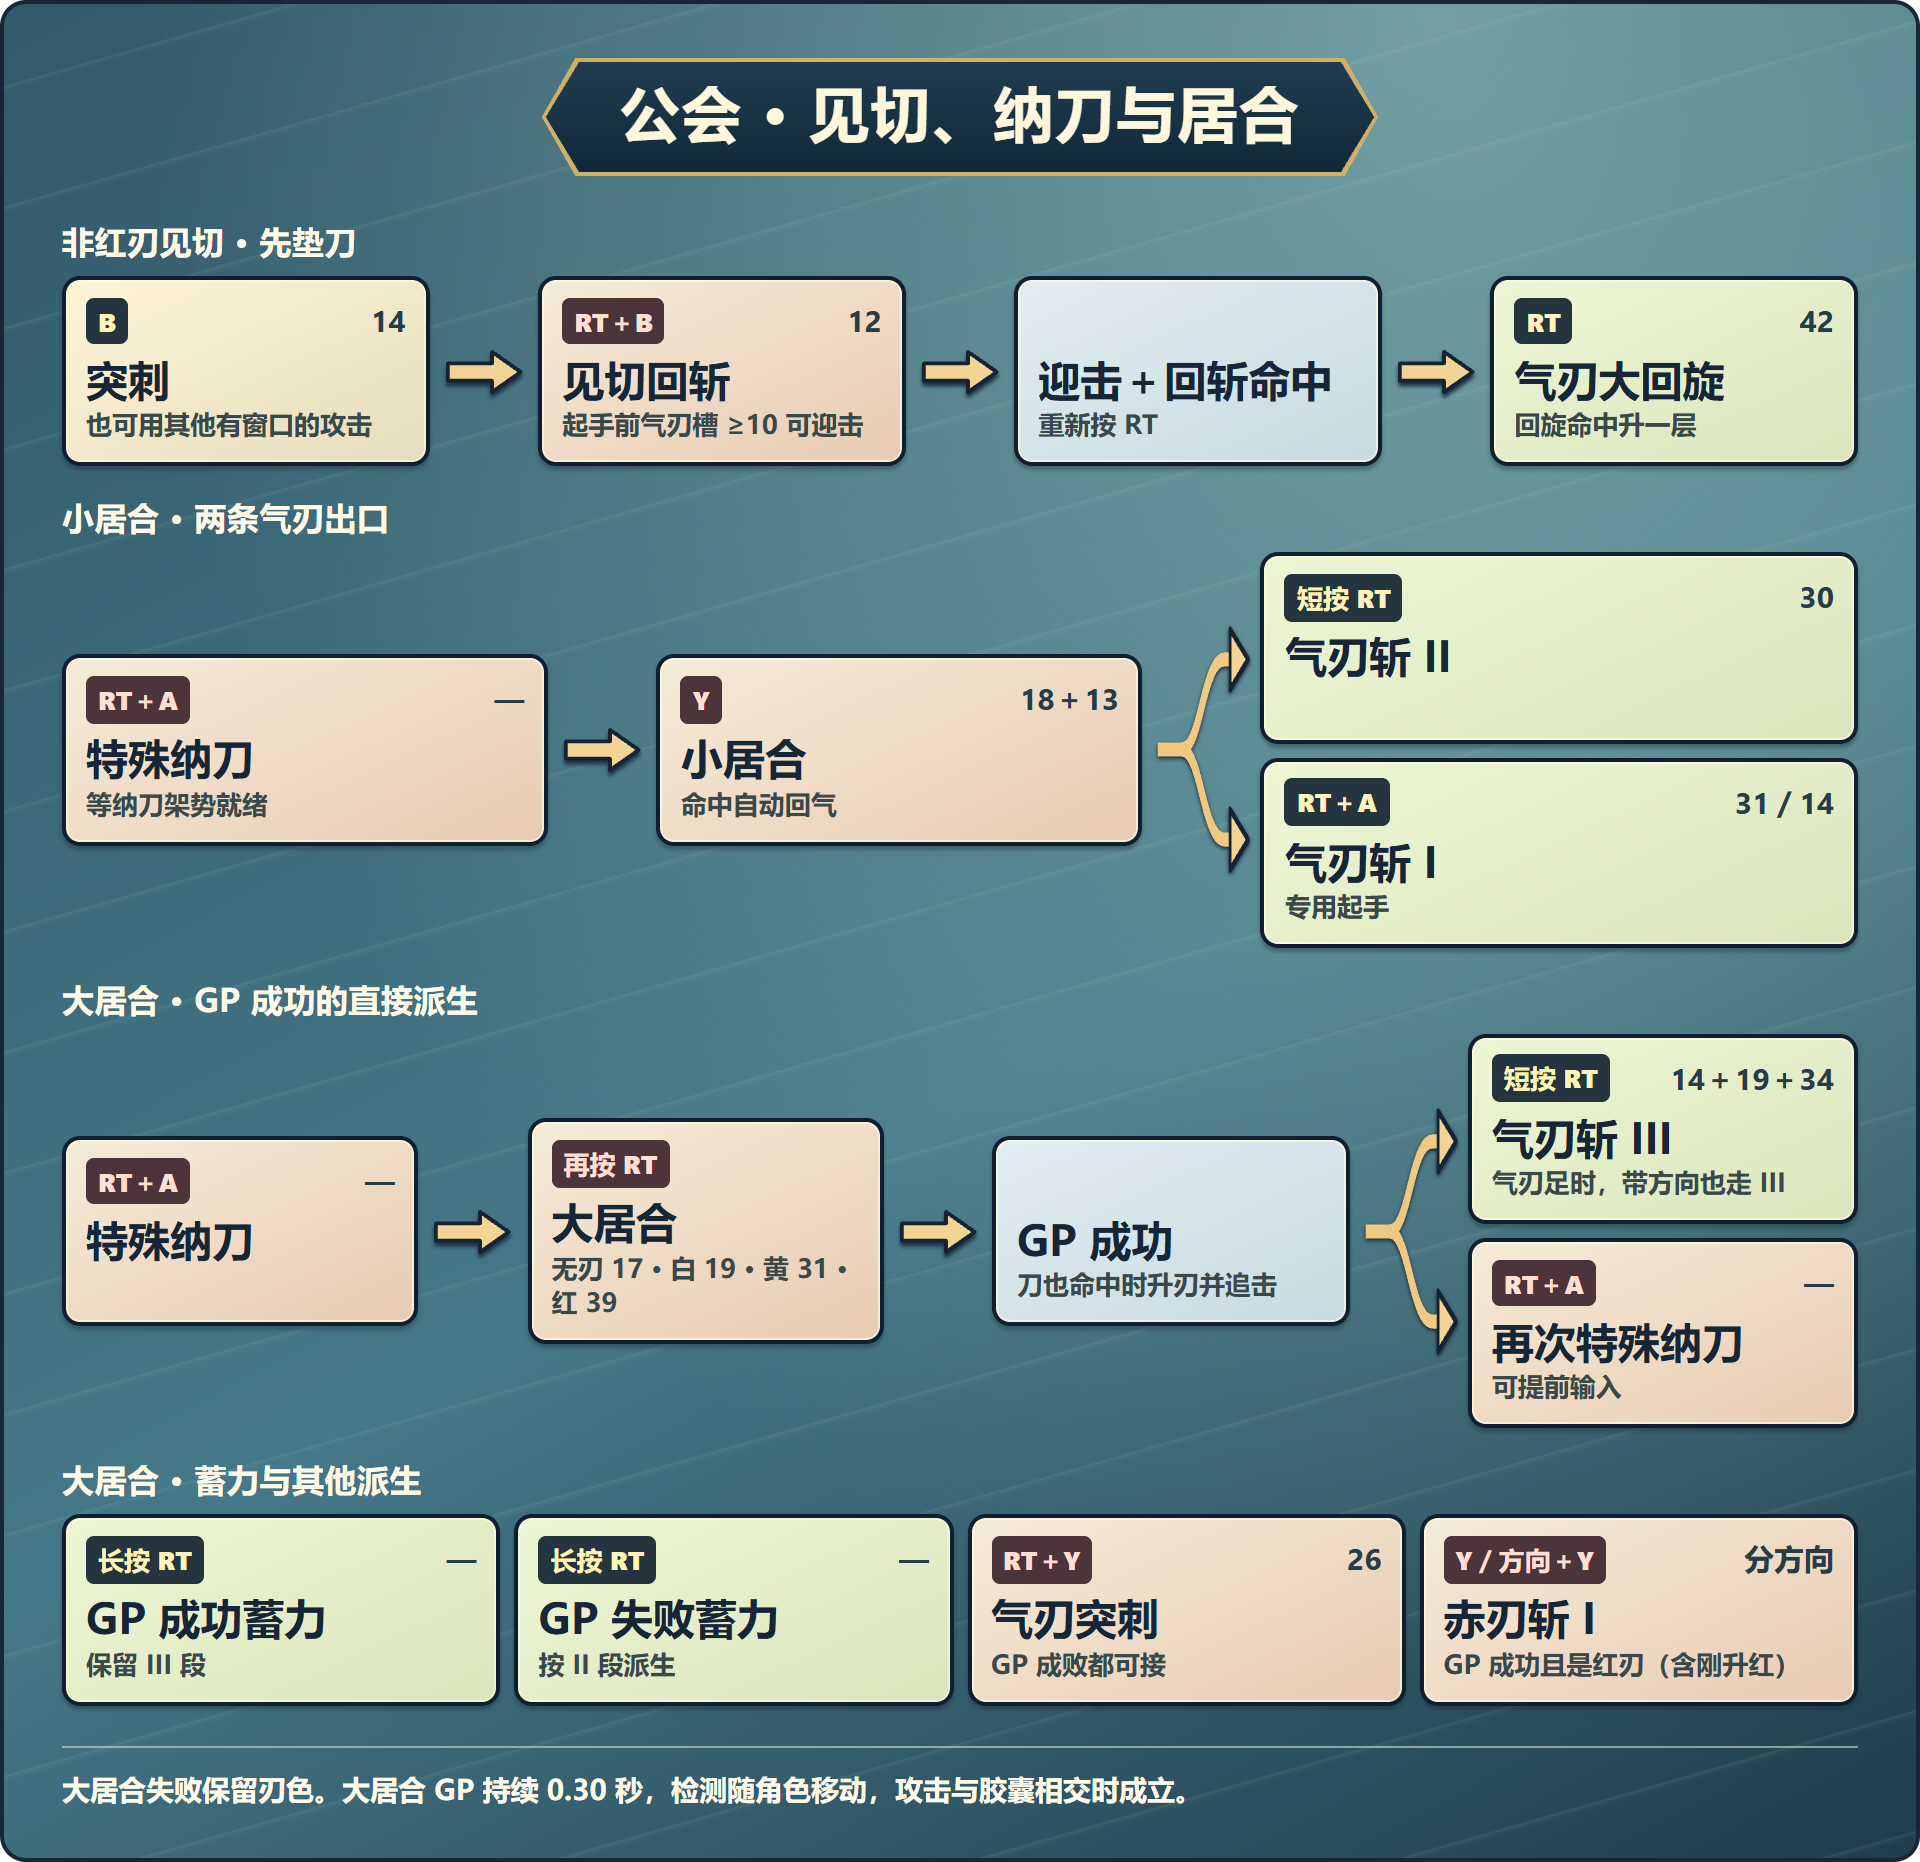 公会·见切、纳刀与居合
非红刃见切·先垫刀
B 14
突刺
也可用其他有窗口的攻击
RT + B 12
见切回斩
起手前气刃槽 ≥10 可迎击
迎击 + 回斩命中
重新按 RT
RT 42
气刃大回旋
回旋命中升一层
小居合·两条气刃出口
RT + A —
特殊纳刀
等纳刀架势就绪
Y 18 + 13
小居合
命中自动回气
短按 RT 30
气刃斩 II
RT + A 31 / 14
气刃斩 I
专用起手
大居合·GP 成功的直接派生
RT + A —
特殊纳刀
再按 RT
大居合
无刃 17·白 19·黄 31·
红 39
GP 成功
刀也命中时升刃并追击
短按 RT 14 + 19 + 34
气刃斩 III
气刃足时，带方向也走 III
RT + A —
再次特殊纳刀
可提前输入
大居合·蓄力与其他派生
长按 RT —
GP 成功蓄力
保留 III 段
长按 RT —
GP 失败蓄力
按 II 段派生
RT + Y 26
气刃突刺
GP 成败都可接
Y / 方向 + Y 分方向
赤刃斩 I
GP 成功且是红刃（含刚升红）
大居合失败保留刃色。大居合 GP 持续 0.30 秒，检测随角色移动，攻击与胶囊相交时成立。